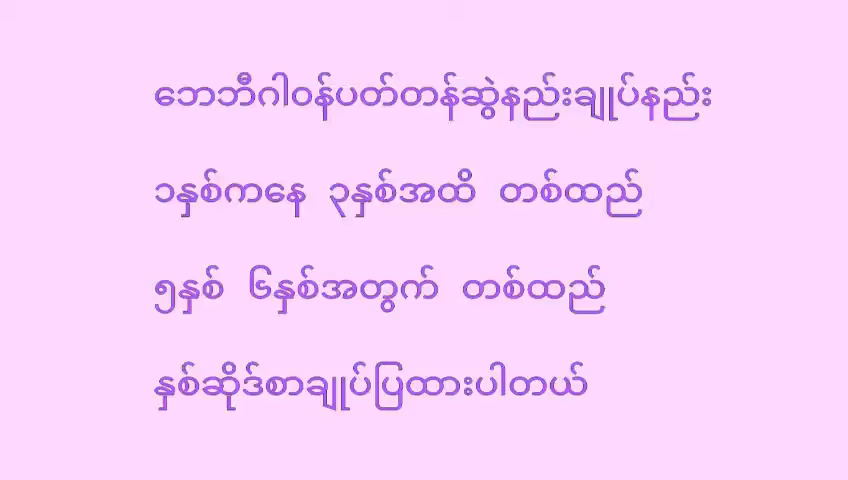 ဘေဘီဂါဝန်ပတ်တန်ဆွဲနည်းချုပ်နည်း
၁နှစ်ကနေ ၃နှစ်အထိ တစ်ထည်
၅နှစ် ၆နှစ်အတွက် တစ်ထည်
နှစ်ဆိုဒ်စာချုပ်ပြထားပါတယ်